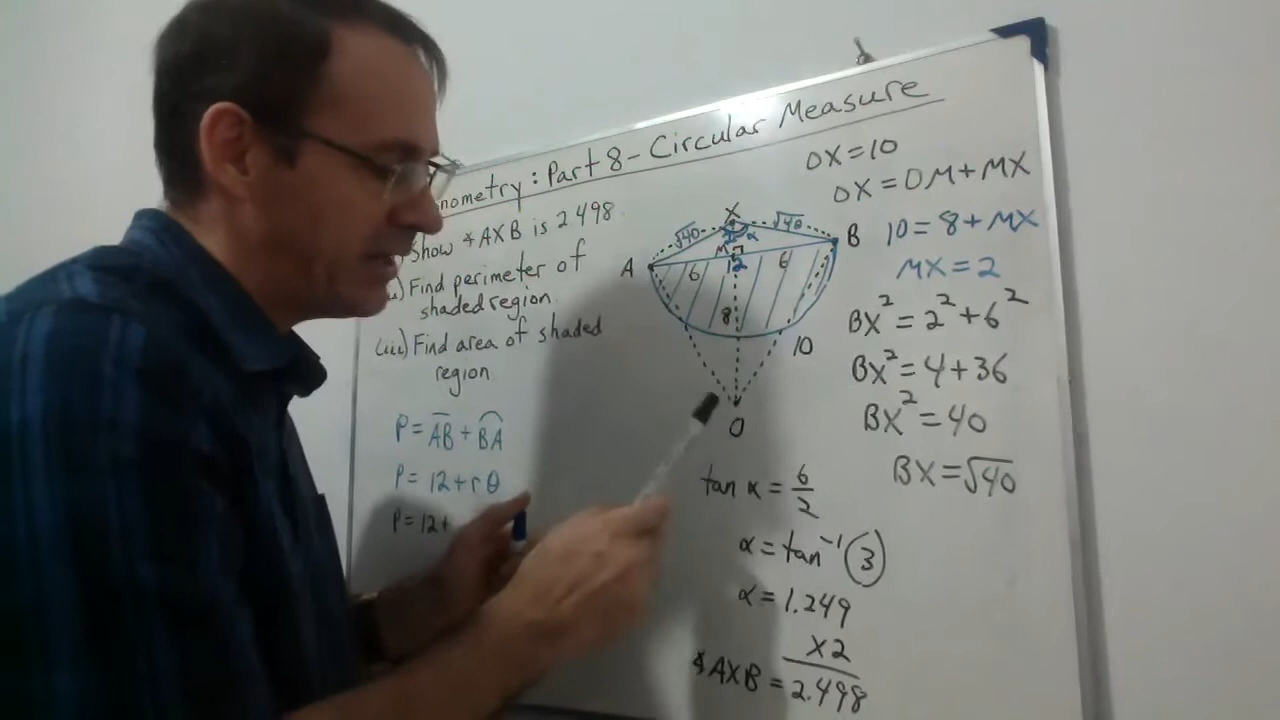 : Part 8 - Circular Measure
Show ∠AXB is 2.498
Find perimeter of
shaded region
(iii) Find area of shaded
region
P = AB + BA
P = 12 + rθ
P = 12 +
X
√40
√40
α
M
A
B
6
12
6
8
10
O
OX = 10
OX = OM + MX
10 = 8 + MX
MX = 2
BX² = 2² + 6²
BX² = 4 + 36
BX² = 40
BX = √40
tan α = 6/2
α = tan⁻¹ 3
α = 1.249
x2
∠AXB = 2.498